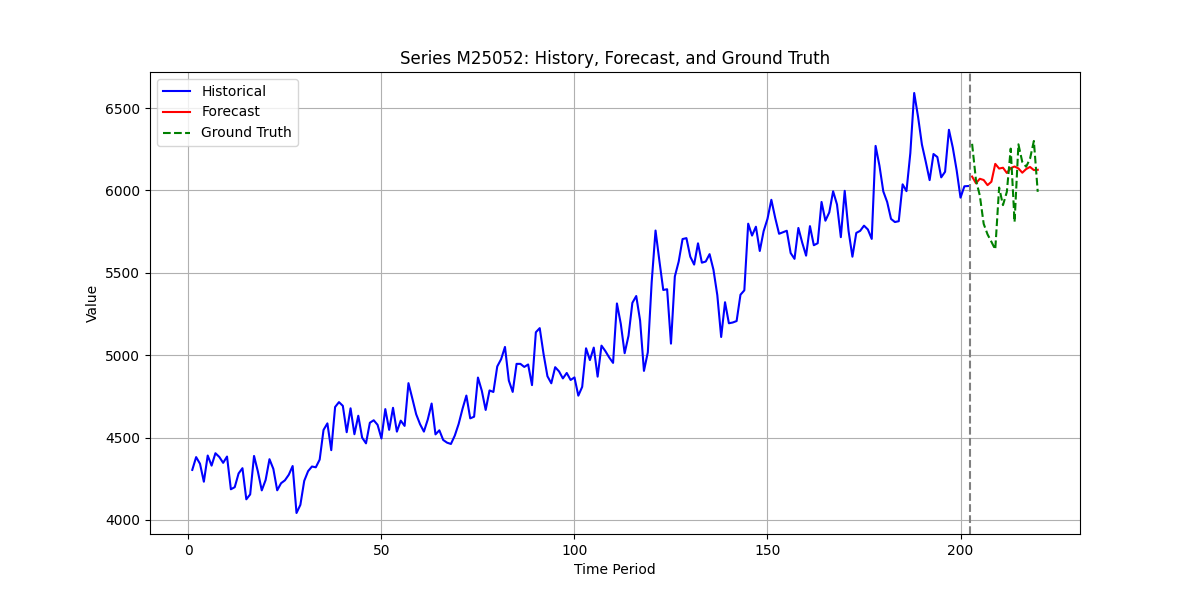 Series M25052: History, Forecast, and Ground Truth
Historical
Forecast
Ground Truth
Value
6500
6000
5500
5000
4500
4000
0 50 100 150 200
Time Period